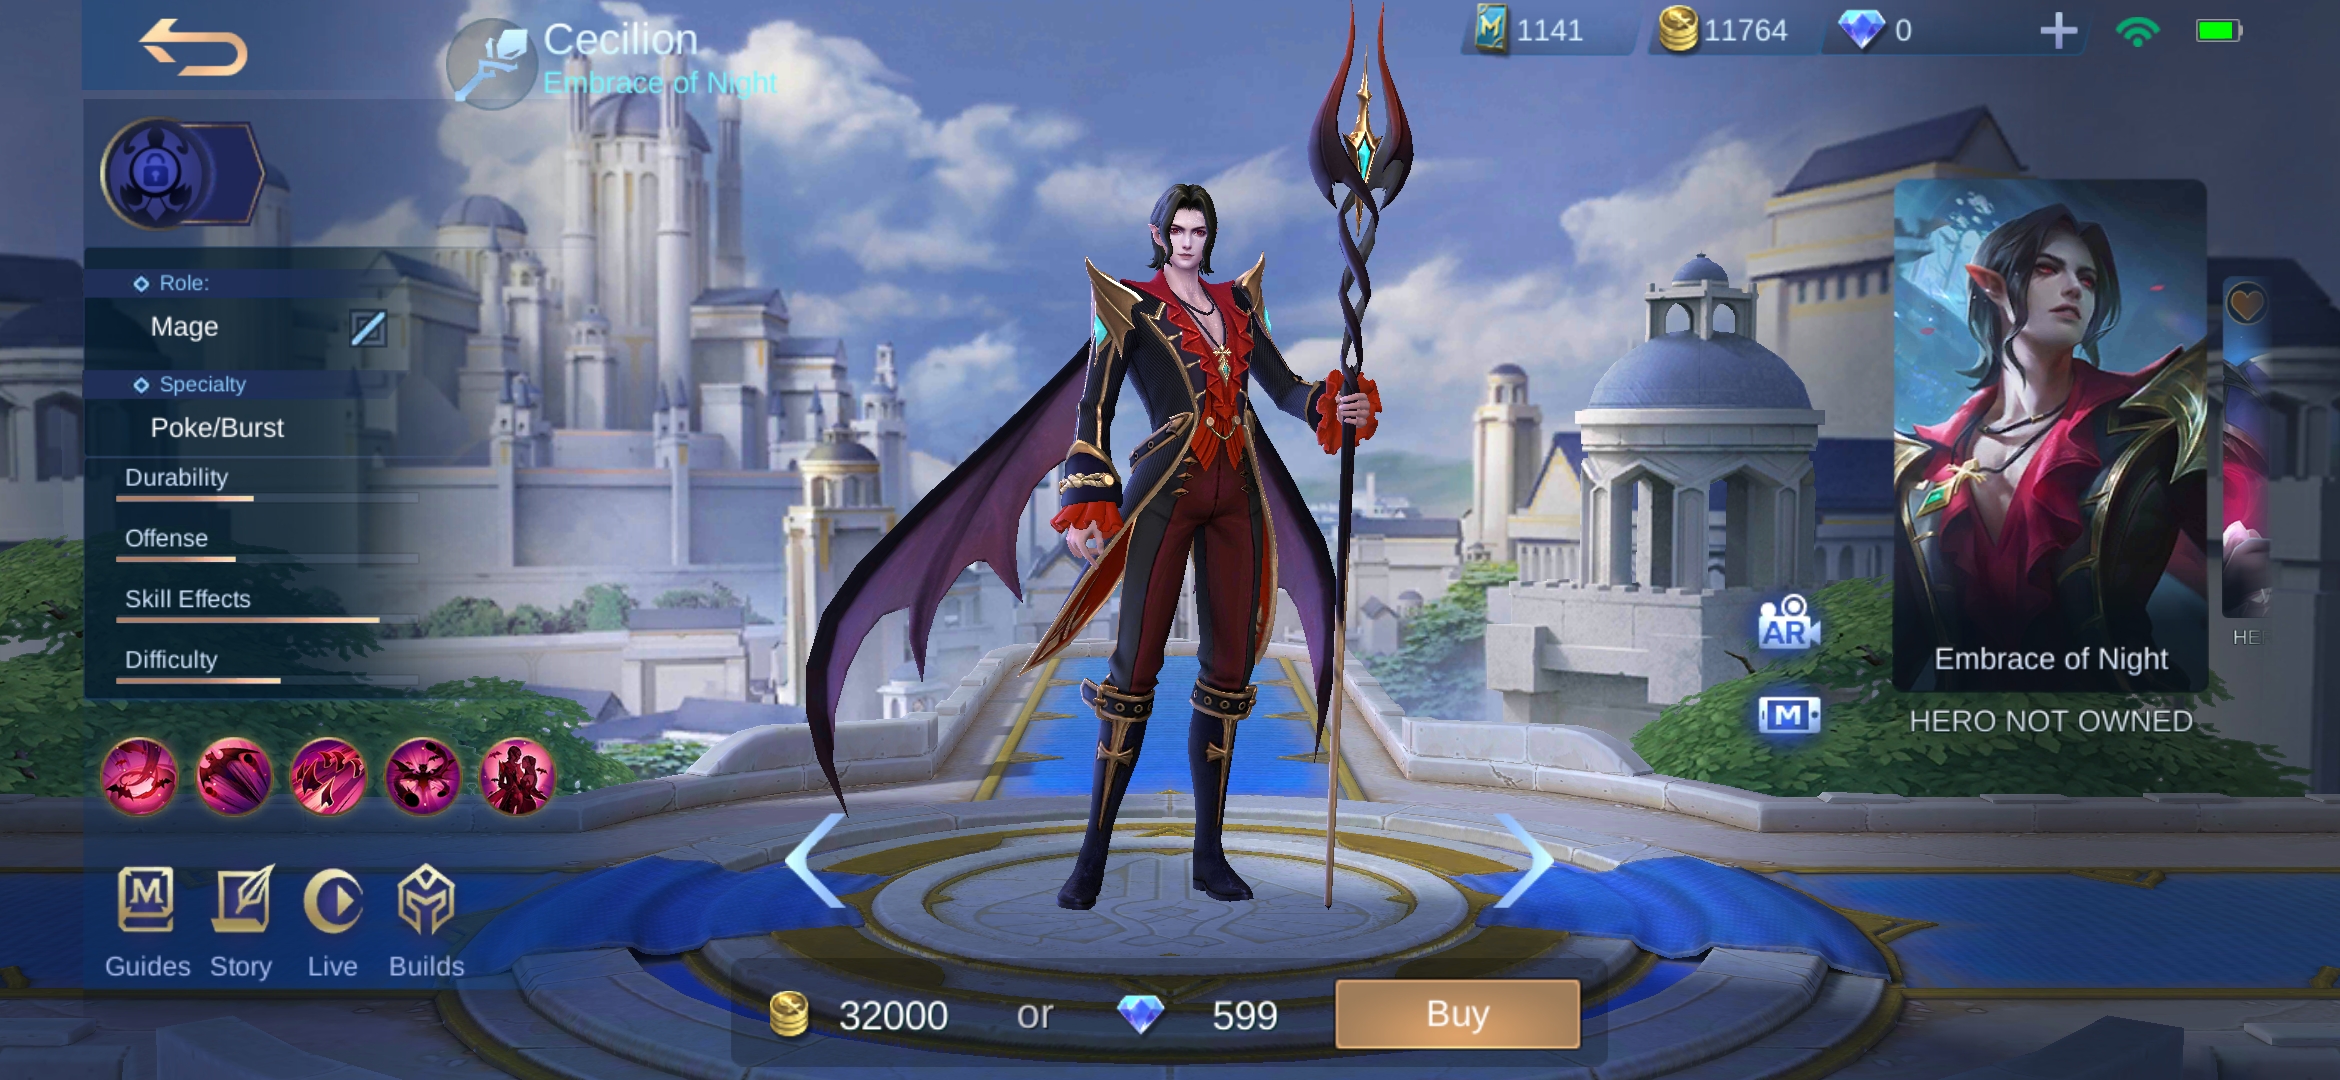 Cecilion
Embrace of Night
1141
11764
0
Role:
Mage
Specialty
Poke/Burst
Durability
Offense
Skill Effects
Difficulty
Guides
Story
Live
Builds
AR
M
Embrace of Night
HERO NOT OWNED
32000 or 599
Buy